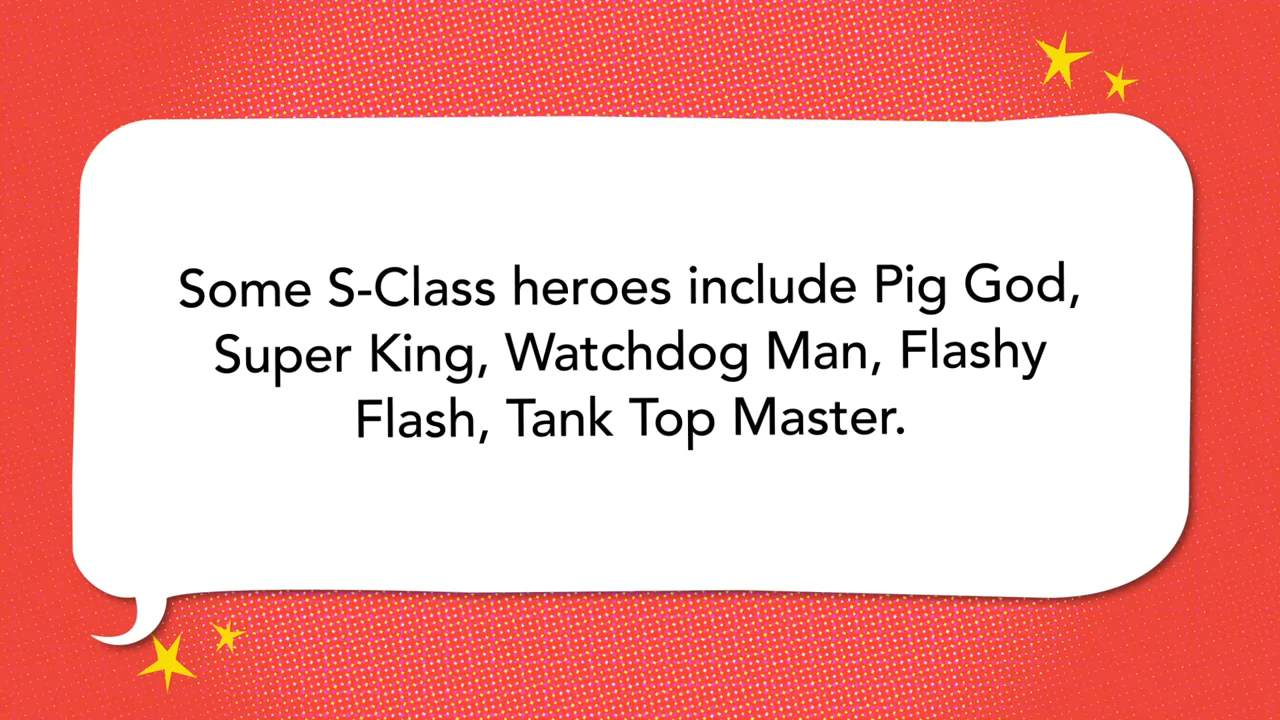 Some S-Class heroes include Pig God,
Super King, Watchdog Man, Flashy
Flash, Tank Top Master.